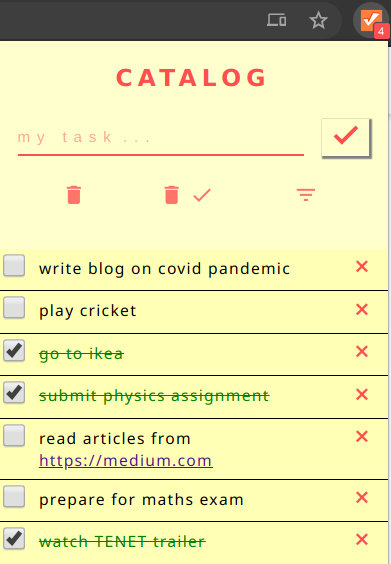 4
CATALOG
my task ...
write blog on covid pandemic
play cricket
go to ikea
submit physics assignment
read articles from
https://medium.com
prepare for maths exam
watch TENET trailer